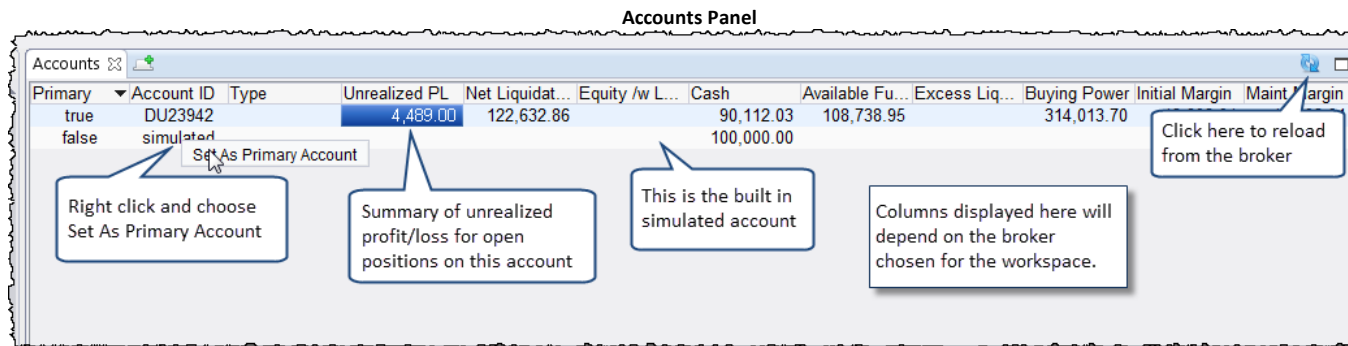 Accounts Panel
Accounts
Primary Account ID Type Unrealized PL Net Liquidat... Equity /w L... Cash Available Fu... Excess Liq... Buying Power Initial Margin Maint Margin
true DU23942 4,489.00 122,632.86 90,112.03 108,738.95 314,013.70
false simulated 100,000.00
Set As Primary Account
Click here to reload
from the broker
Right click and choose
Set As Primary Account
Summary of unrealized
profit/loss for open
positions on this account
This is the built in
simulated account
Columns displayed here will
depend on the broker
chosen for the workspace.